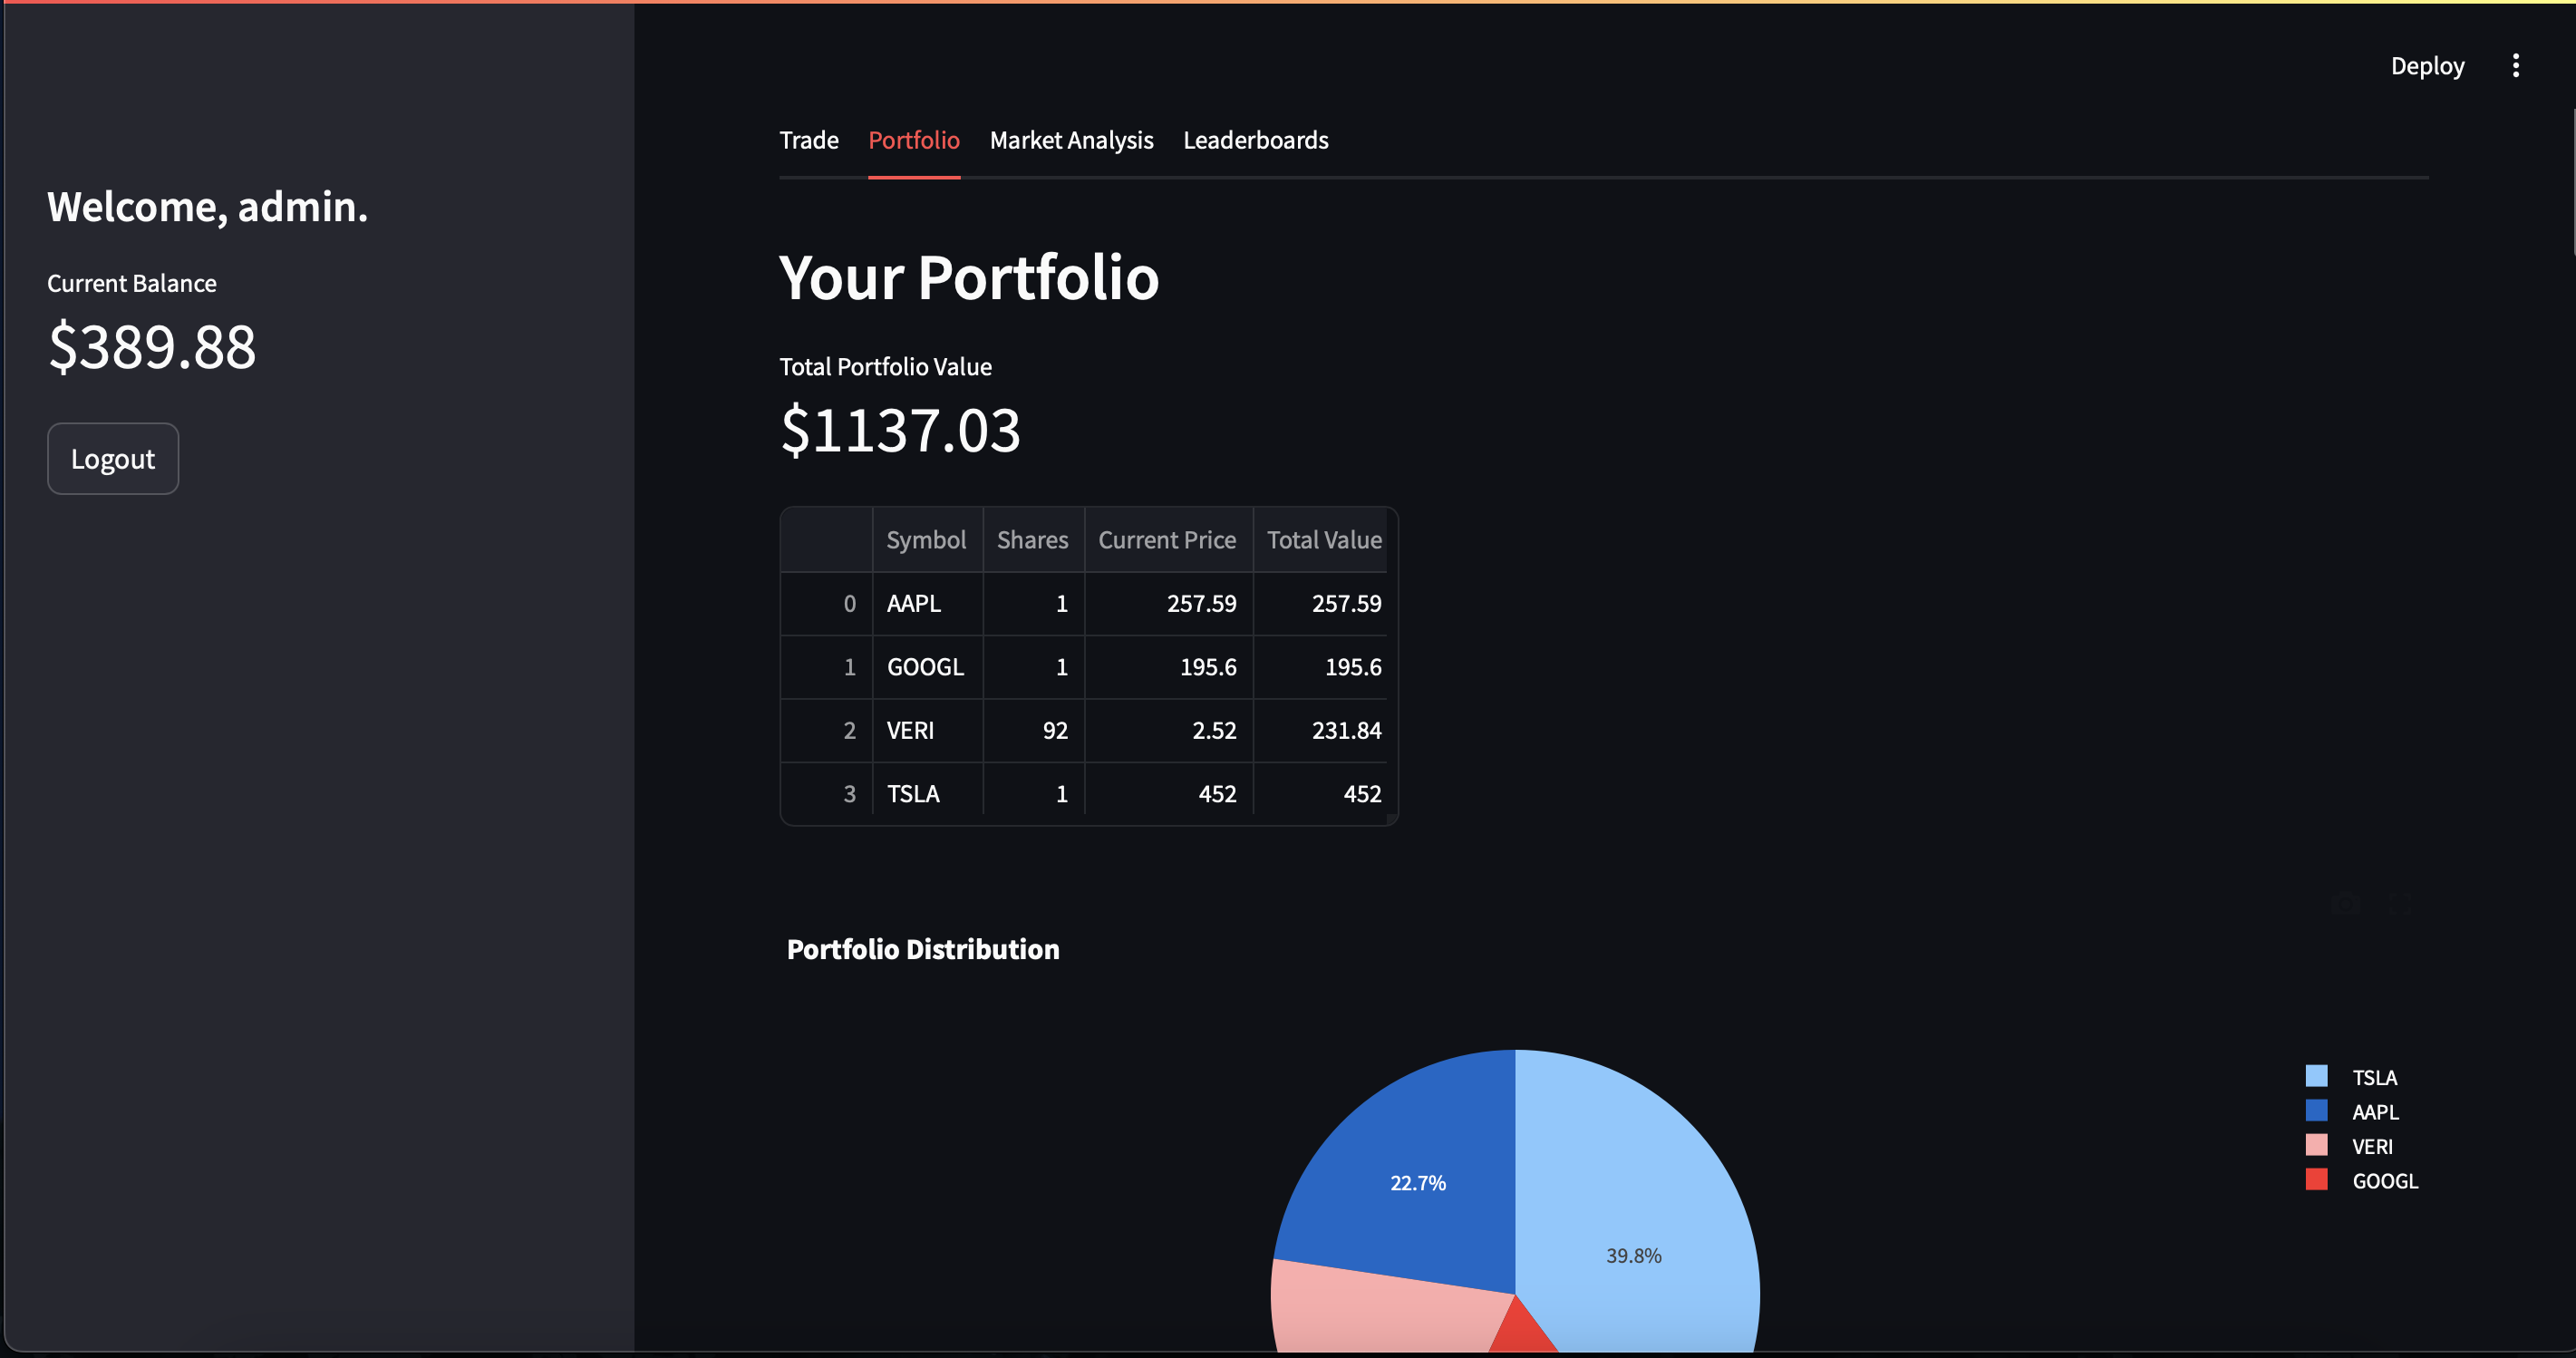 Deploy
Trade Portfolio Market Analysis Leaderboards
Welcome, admin.
Current Balance
$389.88
Logout
Your Portfolio
Total Portfolio Value
$1137.03
Symbol Shares Current Price Total Value
0 AAPL 1 257.59 257.59
1 GOOGL 1 195.6 195.6
2 VERI 92 2.52 231.84
3 TSLA 1 452 452
Portfolio Distribution
22.7%
39.8%
TSLA
AAPL
VERI
GOOGL